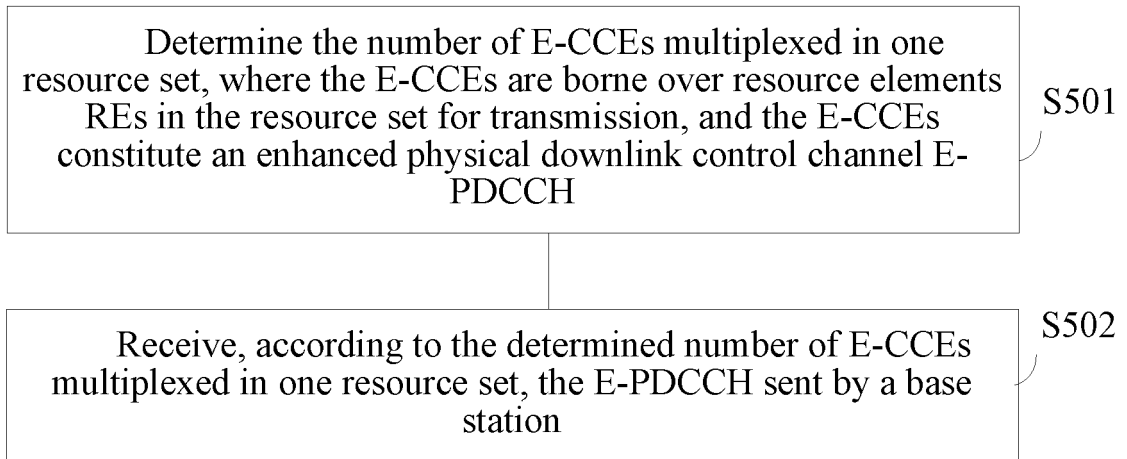 Determine the number of E-CCEs multiplexed in one
resource set, where the E-CCEs are borne over resource elements
REs in the resource set for transmission, and the E-CCEs
constitute an enhanced physical downlink control channel E-
PDCCH
S501
Receive, according to the determined number of E-CCEs
multiplexed in one resource set, the E-PDCCH sent by a base
station
S502